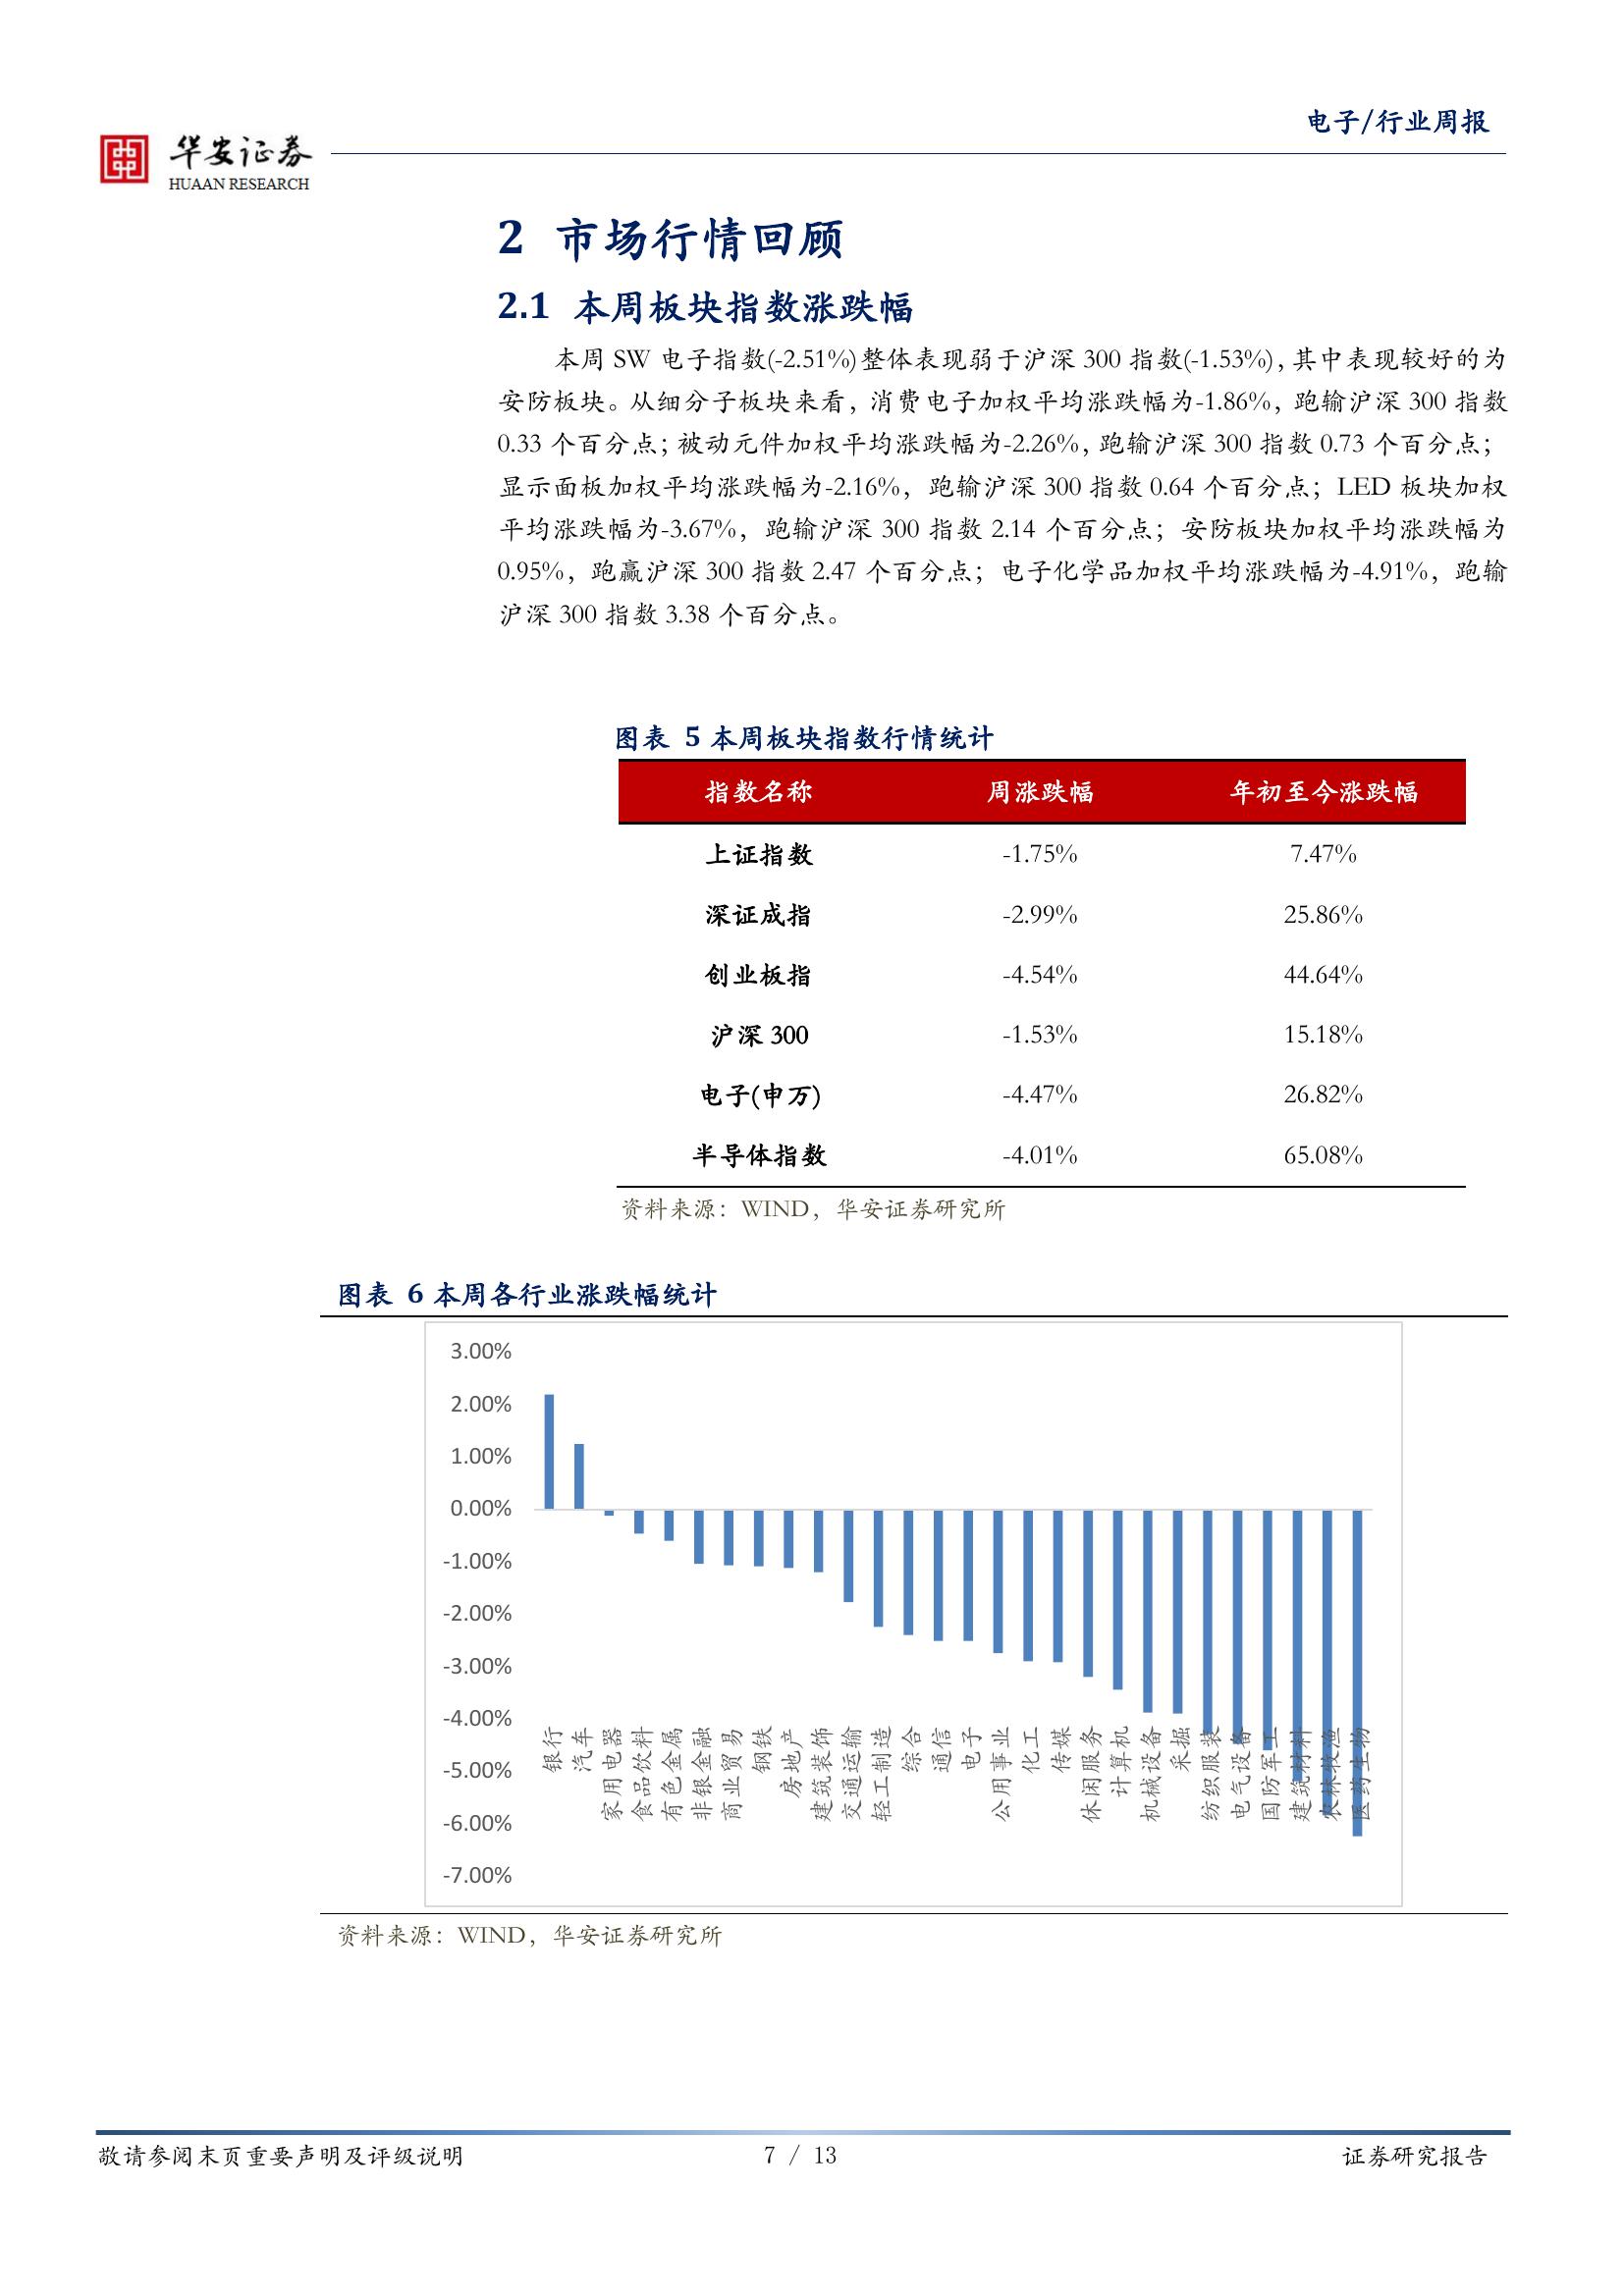 电子/行业周报
华安证券
HUAAN RESEARCH
2 市场行情回顾
2.1 本周板块指数涨跌幅
本周 SW 电子指数(-2.51%)整体表现弱于沪深 300 指数(-1.53%)，其中表现较好的为
安防板块。从细分子板块来看，消费电子加权平均涨跌幅为-1.86%，跑输沪深 300 指数
0.33 个百分点；被动元件加权平均涨跌幅为-2.26%，跑输沪深 300 指数 0.73 个百分点；
显示面板加权平均涨跌幅为-2.16%，跑输沪深 300 指数 0.64 个百分点；LED 板块加权
平均涨跌幅为-3.67%，跑输沪深 300 指数 2.14 个百分点；安防板块加权平均涨跌幅为
0.95%，跑赢沪深 300 指数 2.47 个百分点；电子化学品加权平均涨跌幅为-4.91%，跑输
沪深 300 指数 3.38 个百分点。
图表 5 本周板块指数行情统计
指数名称 周涨跌幅 年初至今涨跌幅
上证指数 -1.75% 7.47%
深证成指 -2.99% 25.86%
创业板指 -4.54% 44.64%
沪深 300 -1.53% 15.18%
电子(申万) -4.47% 26.82%
半导体指数 -4.01% 65.08%
资料来源：WIND，华安证券研究所
图表 6 本周各行业涨跌幅统计
3.00%
2.00%
1.00%
0.00%
-1.00%
-2.00%
-3.00%
-4.00%
-5.00%
-6.00%
-7.00%
银行
汽车
家用电器
食品饮料
有色金属
非银金融
商业贸易
钢铁
房地产
建筑装饰
交通运输
轻工制造
综合
通信
电子
公用事业
化工
传媒
休闲服务
计算机
机械设备
采掘
纺织服装
电气设备
国防军工
建筑材料
农林牧渔
医药生物
资料来源：WIND，华安证券研究所
敬请参阅末页重要声明及评级说明 7 / 13 证券研究报告